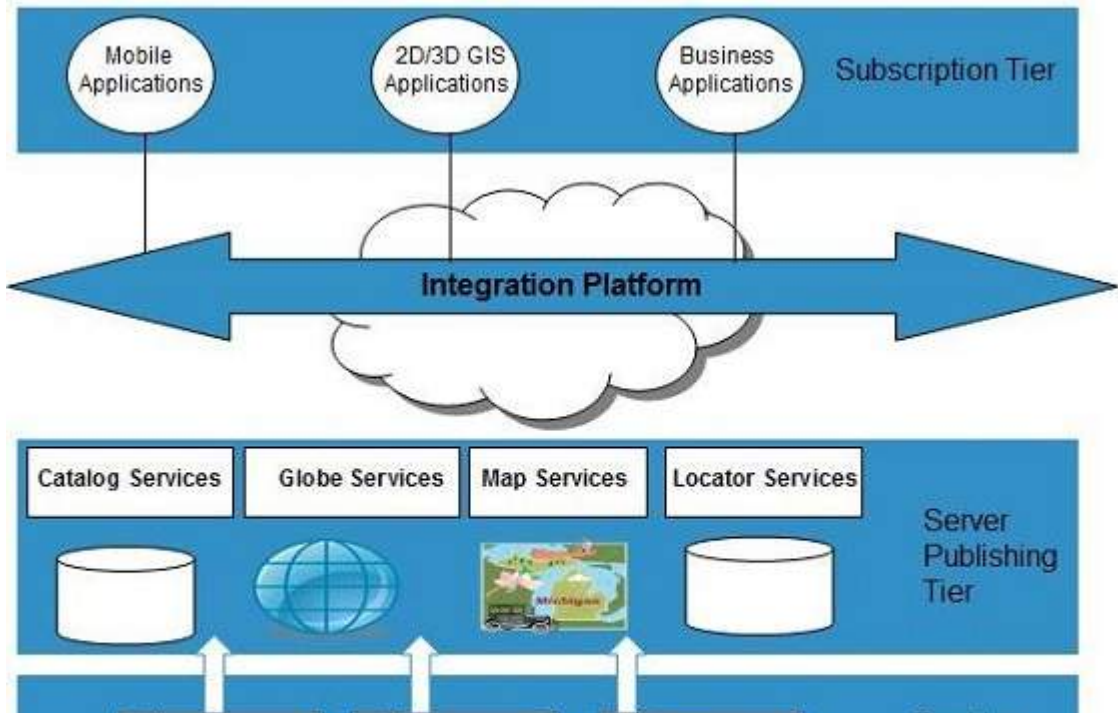 Mobile
Applications
2D/3D GIS
Applications
Business
Applications
Subscription Tier
Integration Platform
Catalog Services
Globe Services
Map Services
Locator Services
Server
Publishing
Tier
Michigan